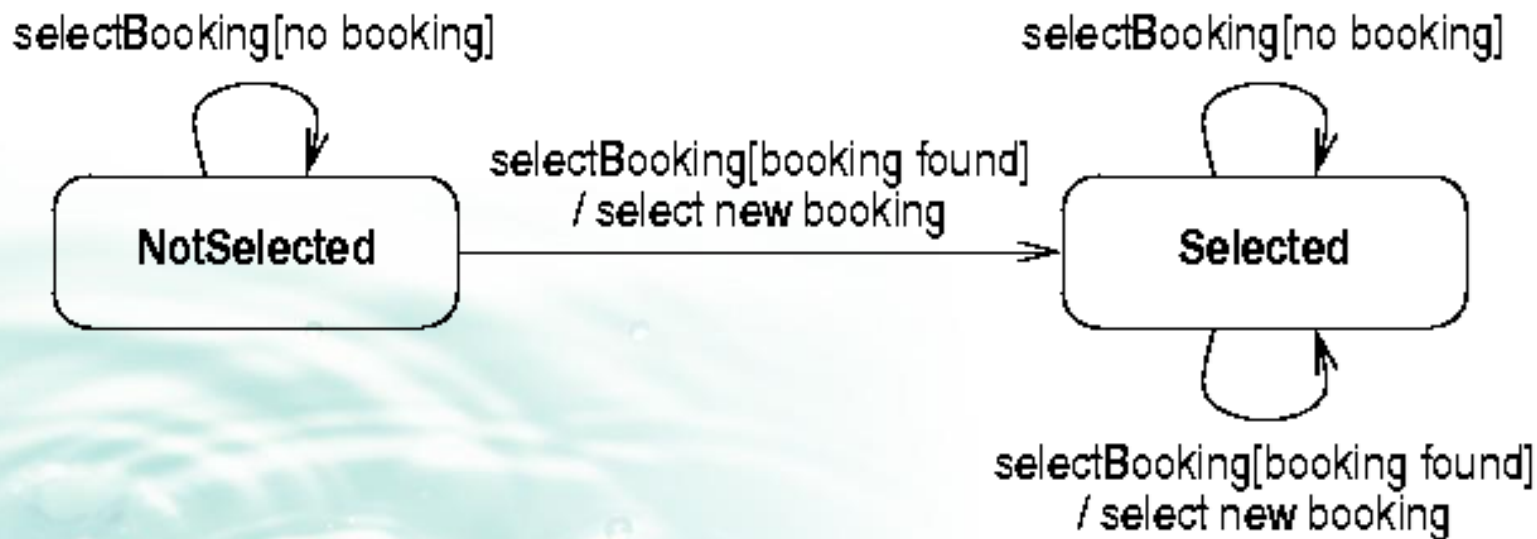 selectBooking[no booking]
selectBooking[no booking]
selectBooking[booking found]
/ select new booking
NotSelected
Selected
selectBooking[booking found]
/ select new booking